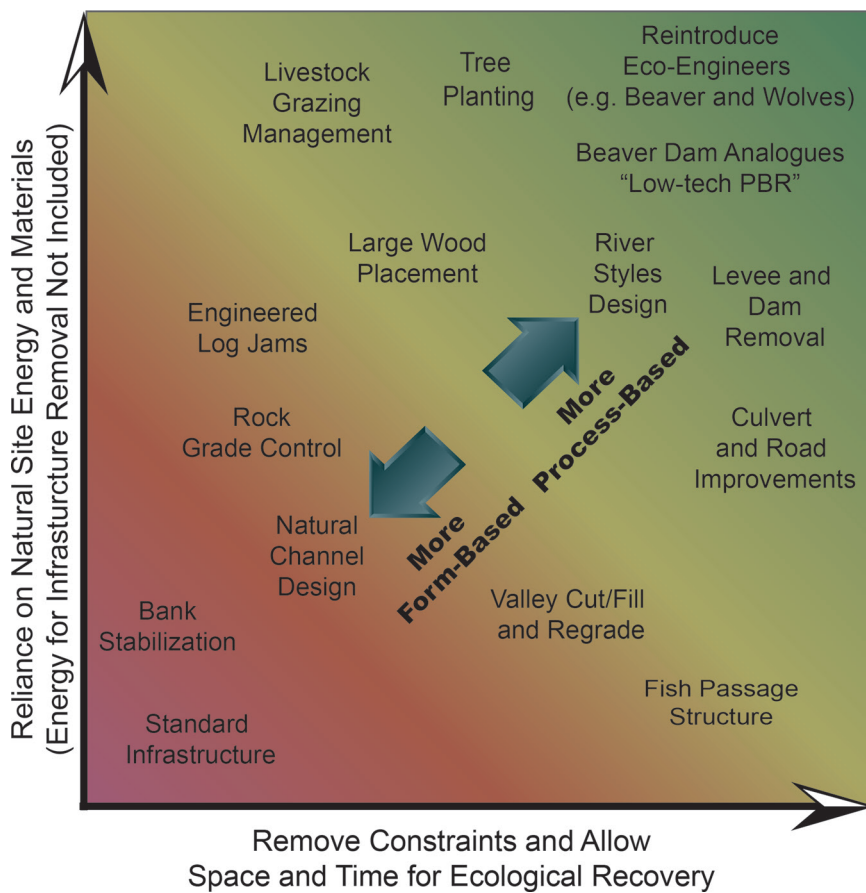 Reliance on Natural Site Energy and Materials
(Energy for Infrasturcture Removal Not Included)
Livestock
Grazing
Management
Tree
Planting
Reintroduce
Eco-Engineers
(e.g. Beaver and Wolves)
Beaver Dam Analogues
“Low-tech PBR”
Large Wood
Placement
River
Styles
Design
Levee and
Dam
Removal
Engineered
Log Jams
Rock
Grade Control
More
Process-Based
Culvert
and Road
Improvements
Natural
Channel
Design
More
Form-Based
Valley Cut/Fill
and Regrade
Bank
Stabilization
Fish Passage
Structure
Standard
Infrastructure
Remove Constraints and Allow
Space and Time for Ecological Recovery